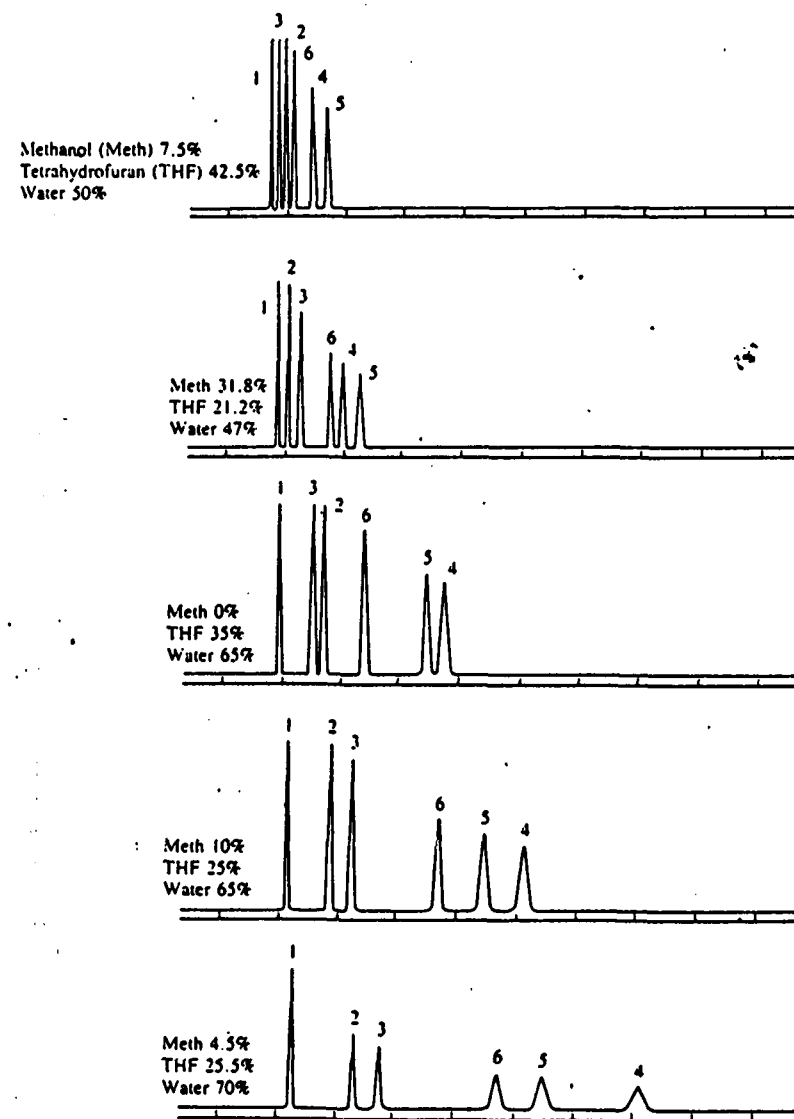 3
2
6
1
4
5
Methanol (Meth) 7.5%
Tetrahydrofuran (THF) 42.5%
Water 50%
2
1
3
6
4
5
Meth 31.8%
THF 21.2%
Water 47%
1
3
2
6
5
4
Meth 0%
THF 35%
Water 65%
1
2
3
6
5
4
Meth 10%
THF 25%
Water 65%
1
2
3
6
5
4
Meth 4.5%
THF 25.5%
Water 70%